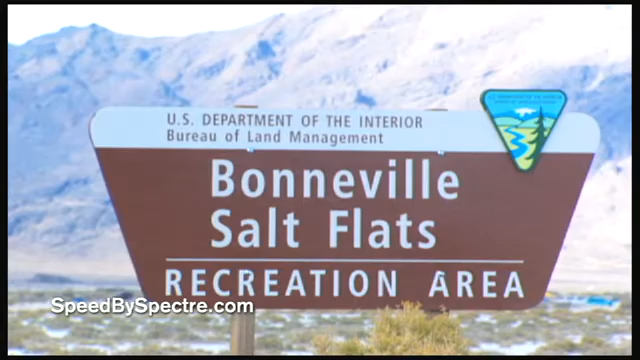 U.S. DEPARTMENT OF THE INTERIOR
Bureau of Land Management
Bonneville
Salt Flats
RECREATION AREA
SpeedBySpectre.com